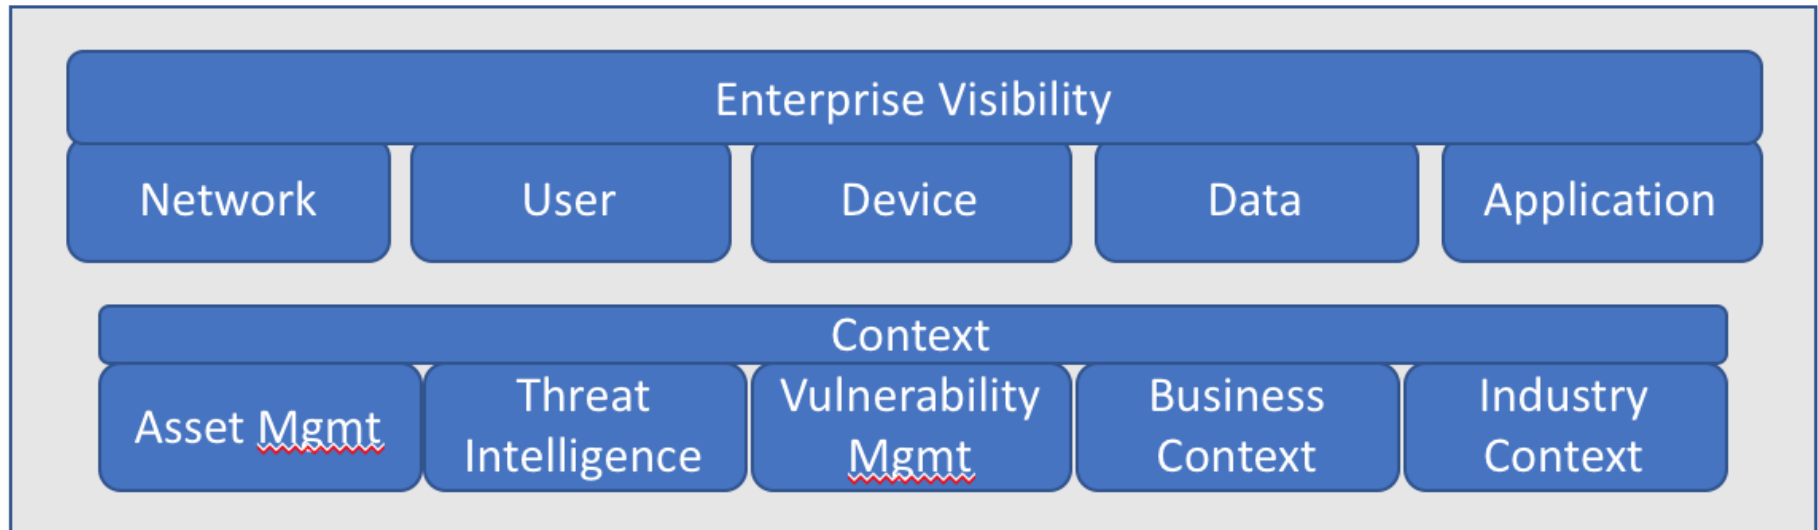 Enterprise Visibility
Network
User
Device
Data
Application
Context
Asset Mgmt
Threat
Intelligence
Vulnerability
Mgmt
Business
Context
Industry
Context